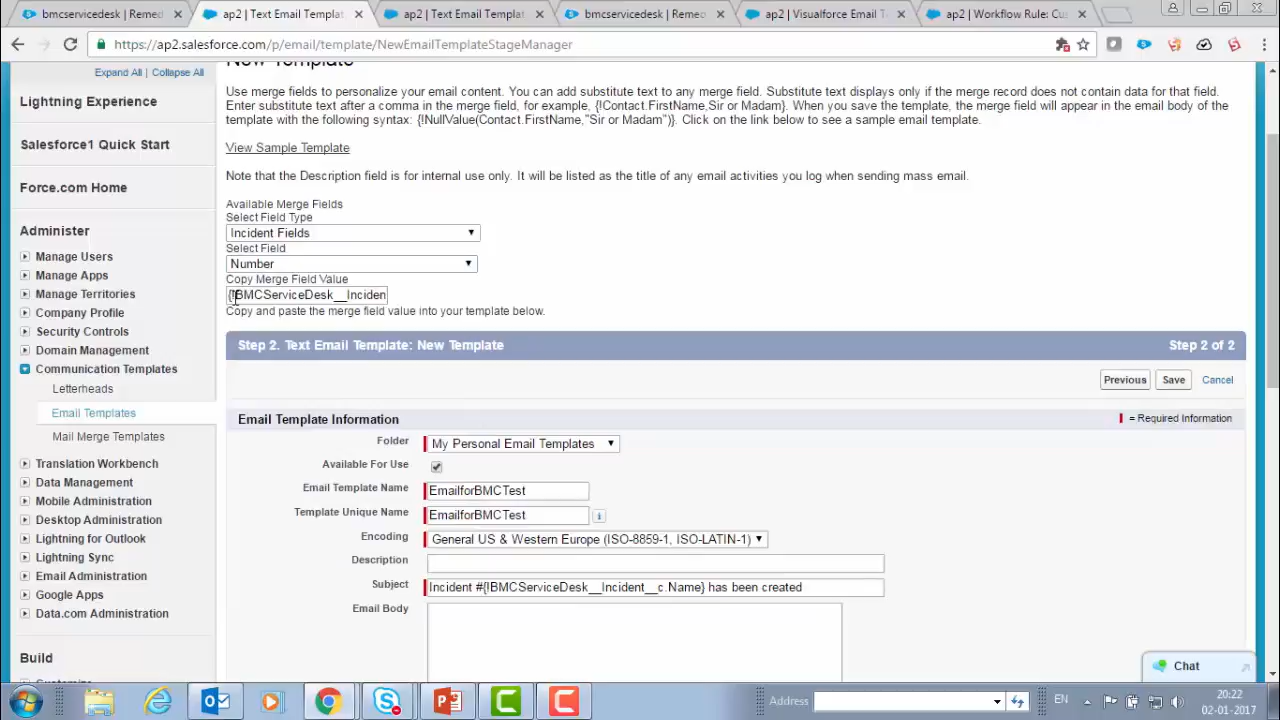 bmcservicedesk | Remed
ap2 | Text Email Templat
ap2 | Text Email Templat
bmcservicedesk | Remed
ap2 | Visualforce Email T
ap2 | Workflow Rule: Cus
https://ap2.salesforce.com/p/email/template/NewEmailTemplateStageManager
Expand All | Collapse All
Lightning Experience
Salesforce1 Quick Start
Force.com Home
Administer
Manage Users
Manage Apps
Manage Territories
Company Profile
Security Controls
Domain Management
Communication Templates
Letterheads
Email Templates
Mail Merge Templates
Translation Workbench
Data Management
Mobile Administration
Desktop Administration
Lightning for Outlook
Lightning Sync
Email Administration
Google Apps
Data.com Administration
Build
Customize
New Template
Use merge fields to personalize your email content. You can add substitute text to any merge field. Substitute text displays only if the merge record does not contain data for that field.
Enter substitute text after a comma in the merge field, for example, {!Contact.FirstName,Sir or Madam}. When you save the template, the merge field will appear in the email body of the
template with the following syntax: {!NullValue(Contact.FirstName,"Sir or Madam")}. Click on the link below to see a sample email template.
View Sample Template
Note that the Description field is for internal use only. It will be listed as the title of any email activities you log when sending mass email.
Available Merge Fields
Select Field Type
Incident Fields
Select Field
Number
Copy Merge Field Value
{!BMCServiceDesk__Inciden
Copy and paste the merge field value into your template below.
Step 2. Text Email Template: New Template Step 2 of 2
Previous Save Cancel
Email Template Information = Required Information
Folder My Personal Email Templates
Available For Use
Email Template Name EmailforBMCTest
Template Unique Name EmailforBMCTest
Encoding General US & Western Europe (ISO-8859-1, ISO-LATIN-1)
Description
Subject Incident #{!BMCServiceDesk__Incident__c.Name} has been created
Email Body
Chat
Address
EN
20:22
02-01-2017